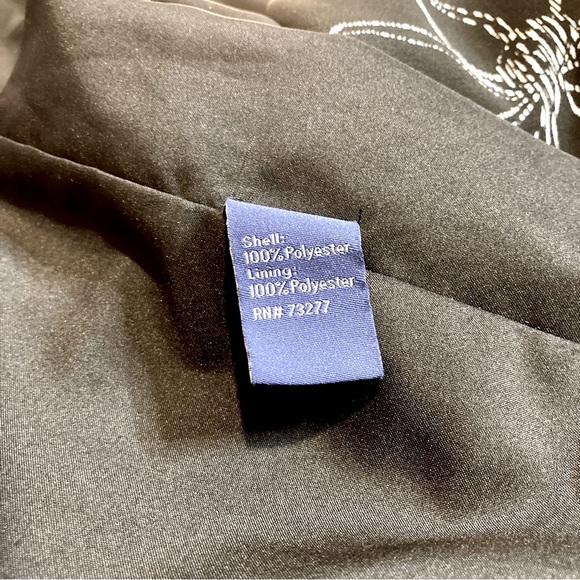 Shell:
100% Polyester
Lining:
100% Polyester
RN# 73277